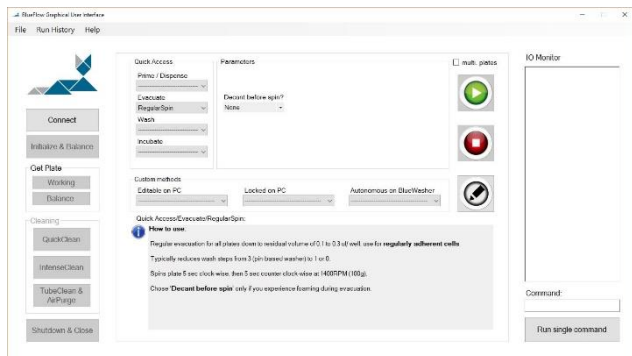 BlueFlow Graphical User Interface
File Run History Help
Connect
Initialize & Balance
Get Plate
Working
Balance
Cleaning
QuickClean
IntenseClean
TubeClean & AirPurge
Shutdown & Close
Quick Access
Prime / Dispense
Evacuate
RegularSpin
Wash
Incubate
Parameters
Decant before spin?
None
multi. plates
Custom methods
Editable on PC
Locked on PC
Autonomous on BlueWasher
Quick Access/Evacuate/RegularSpin:
How to use:
Regular evacuation for all plates down to residual volume of 0.1 to 0.3 ul/ well, use for regularly adherent cells
Typically reduces wash steps from 3 (pin based washer) to 1 or 0.
Spins plate 5 sec clock wise, then 5 sec counter clock wise at 1400RPM (180g).
Chose 'Decant before spin' only if you experience foaming during evacuation.
IO Monitor
Command:
Run single command